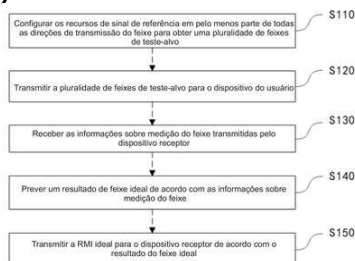 Configurar os recursos de sinal de referência em pelo menos parte de todas
as direções de transmissão do feixe para obter uma pluralidade de feixes
de teste-alvo
S110
Transmitir a pluralidade de feixes de teste-alvo para o dispositivo do usuário
S120
Receber as informações sobre medição do feixe transmitidas pelo
dispositivo receptor
S130
Prever um resultado de feixe ideal de acordo com as informações sobre
medição do feixe
S140
Transmitir a RMI ideal para o dispositivo receptor de acordo com o
resultado do feixe ideal
S150